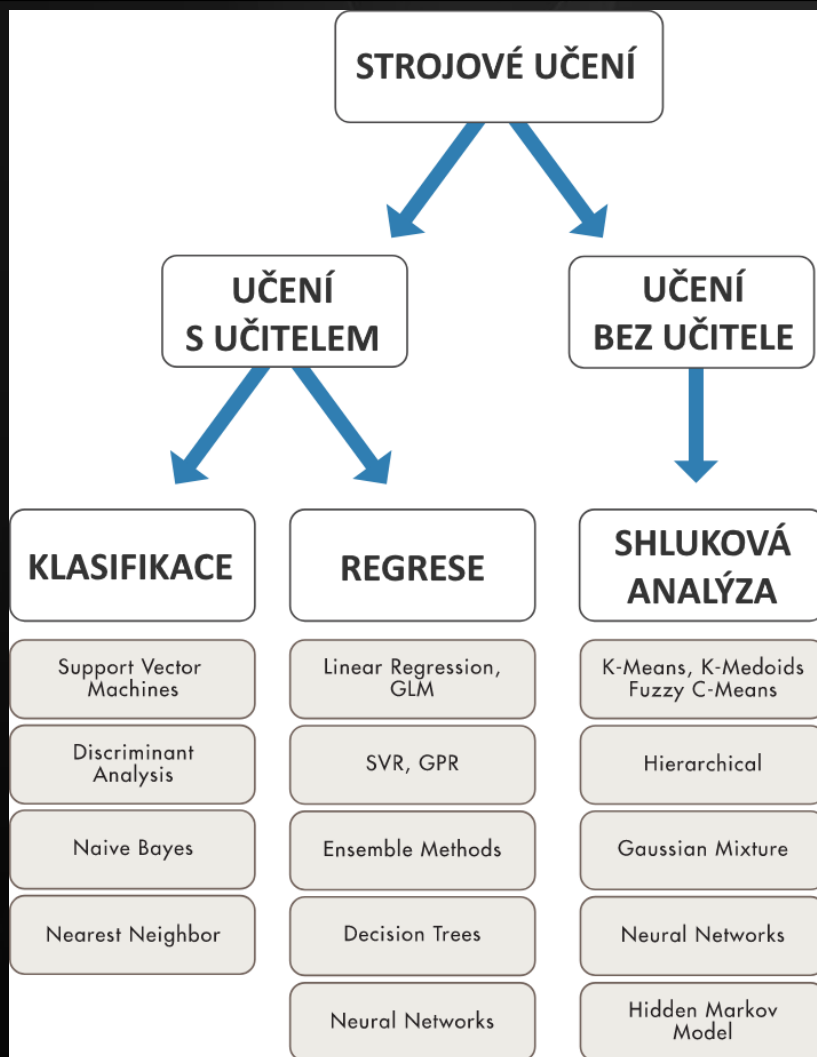 STROJOVÉ UČENÍ
UČENÍ
S UČITELEM
UČENÍ
BEZ UČITELE
KLASIFIKACE
REGRESE
SHLUKOVÁ
ANALÝZA
Support Vector
Machines
Discriminant
Analysis
Naive Bayes
Nearest Neighbor
Linear Regression,
GLM
SVR, GPR
Ensemble Methods
Decision Trees
Neural Networks
K-Means, K-Medoids
Fuzzy C-Means
Hierarchical
Gaussian Mixture
Neural Networks
Hidden Markov
Model